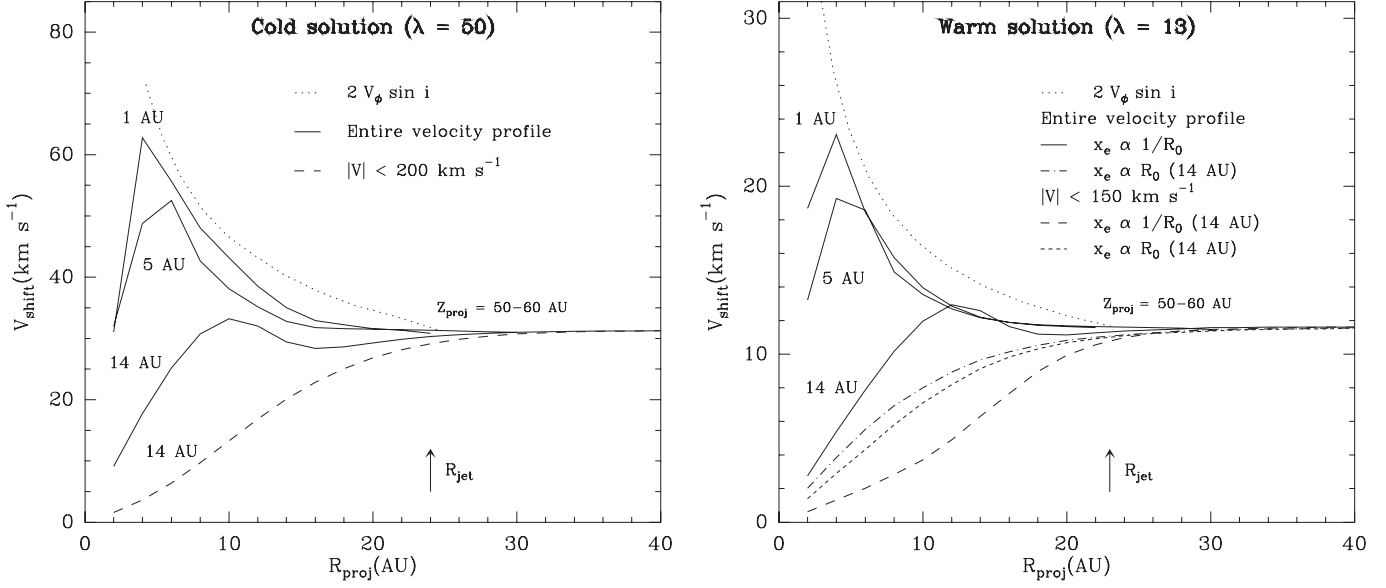 Cold solution (λ = 50)
80
60
40
20
0
V_shift(km s⁻¹)
2 V_ϕ sin i
Entire velocity profile
|V| < 200 km s⁻¹
1 AU
5 AU
14 AU
14 AU
Z_proj = 50−60 AU
R_jet
0
10
20
30
40
R_proj(AU)
Warm solution (λ = 13)
30
20
10
0
V_shift(km s⁻¹)
2 V_ϕ sin i
Entire velocity profile
x_e α 1/R_0
x_e α R_0 (14 AU)
|V| < 150 km s⁻¹
x_e α 1/R_0 (14 AU)
x_e α R_0 (14 AU)
1 AU
5 AU
14 AU
Z_proj = 50−60 AU
R_jet
0
10
20
30
40
R_proj(AU)